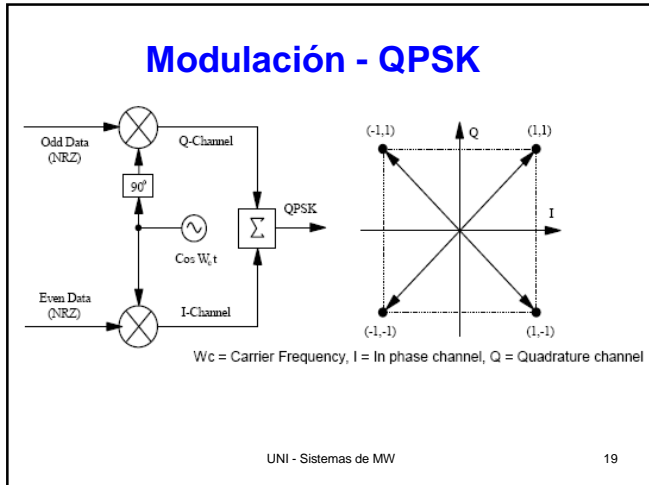 Modulación - QPSK
Odd Data
(NRZ)
Q-Channel
90°
Cos Wct
Σ
QPSK
Even Data
(NRZ)
I-Channel
(-1,1)
Q
(1,1)
I
(-1,-1)
(1,-1)
Wc = Carrier Frequency, I = In phase channel, Q = Quadrature channel
UNI - Sistemas de MW
19